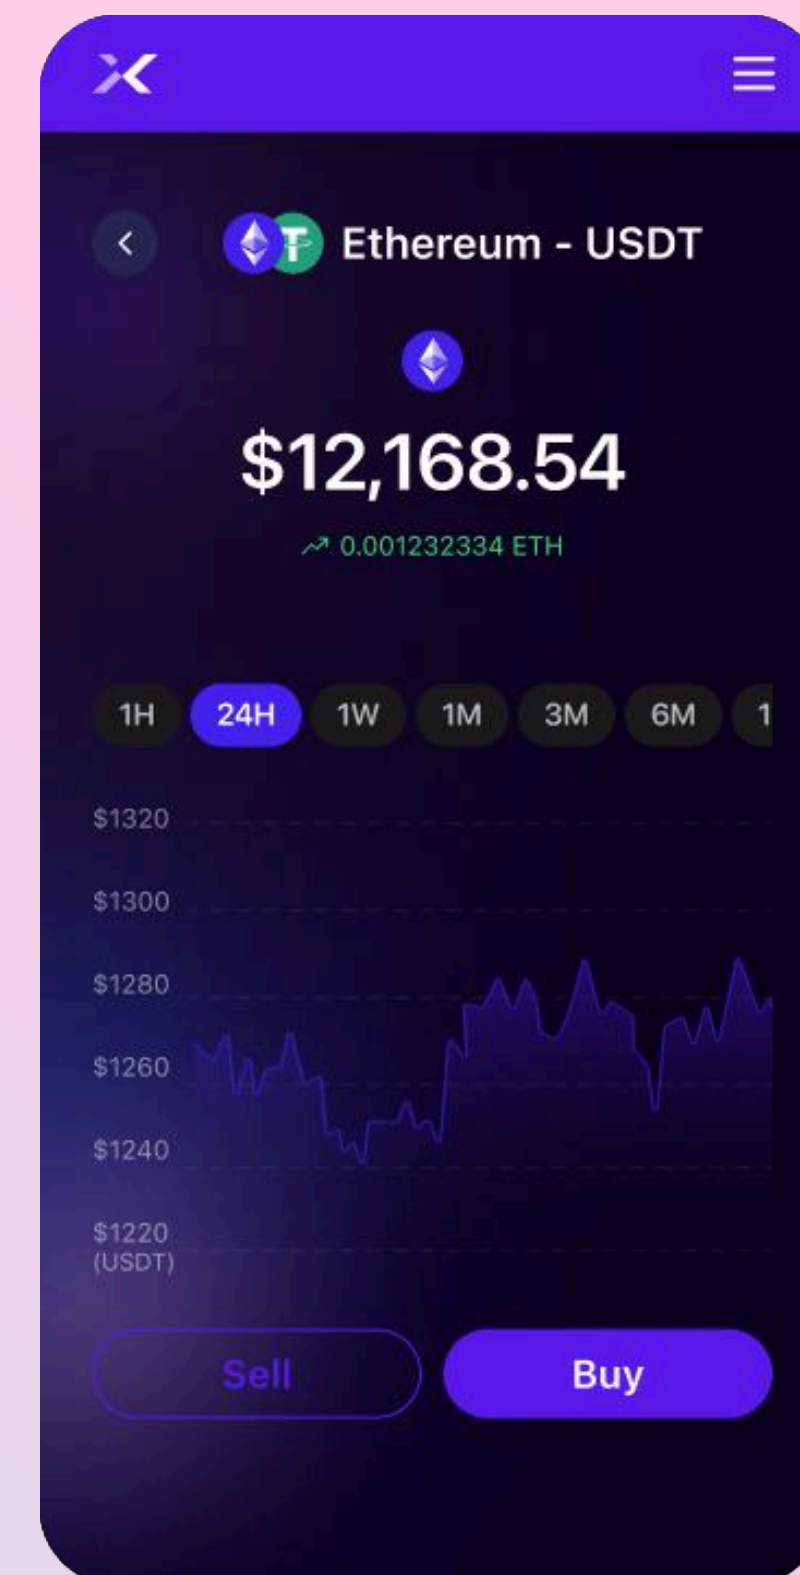 Ethereum - USDT
$12,168.54
0.001232334 ETH
1H 24H 1W 1M 3M 6M 1
$1320
$1300
$1280
$1260
$1240
$1220
(USDT)
Sell Buy